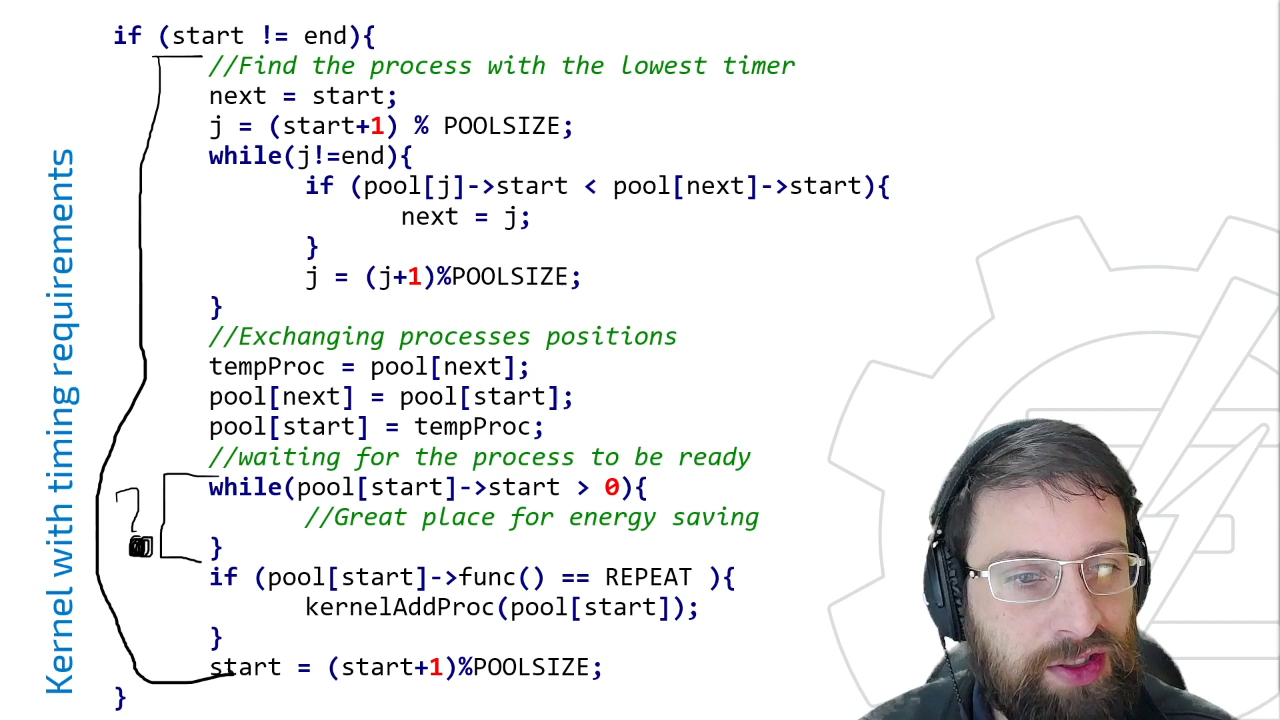 Kernel with timing requirements
if (start != end){
//Find the process with the lowest timer
next = start;
j = (start+1) % POOLSIZE;
while(j!=end){
if (pool[j]->start < pool[next]->start){
next = j;
}
j = (j+1)%POOLSIZE;
}
//Exchanging processes positions
tempProc = pool[next];
pool[next] = pool[start];
pool[start] = tempProc;
//waiting for the process to be ready
while(pool[start]->start > 0){
//Great place for energy saving
}
?
if (pool[start]->func() == REPEAT ){
kernelAddProc(pool[start]);
}
start = (start+1)%POOLSIZE;
}